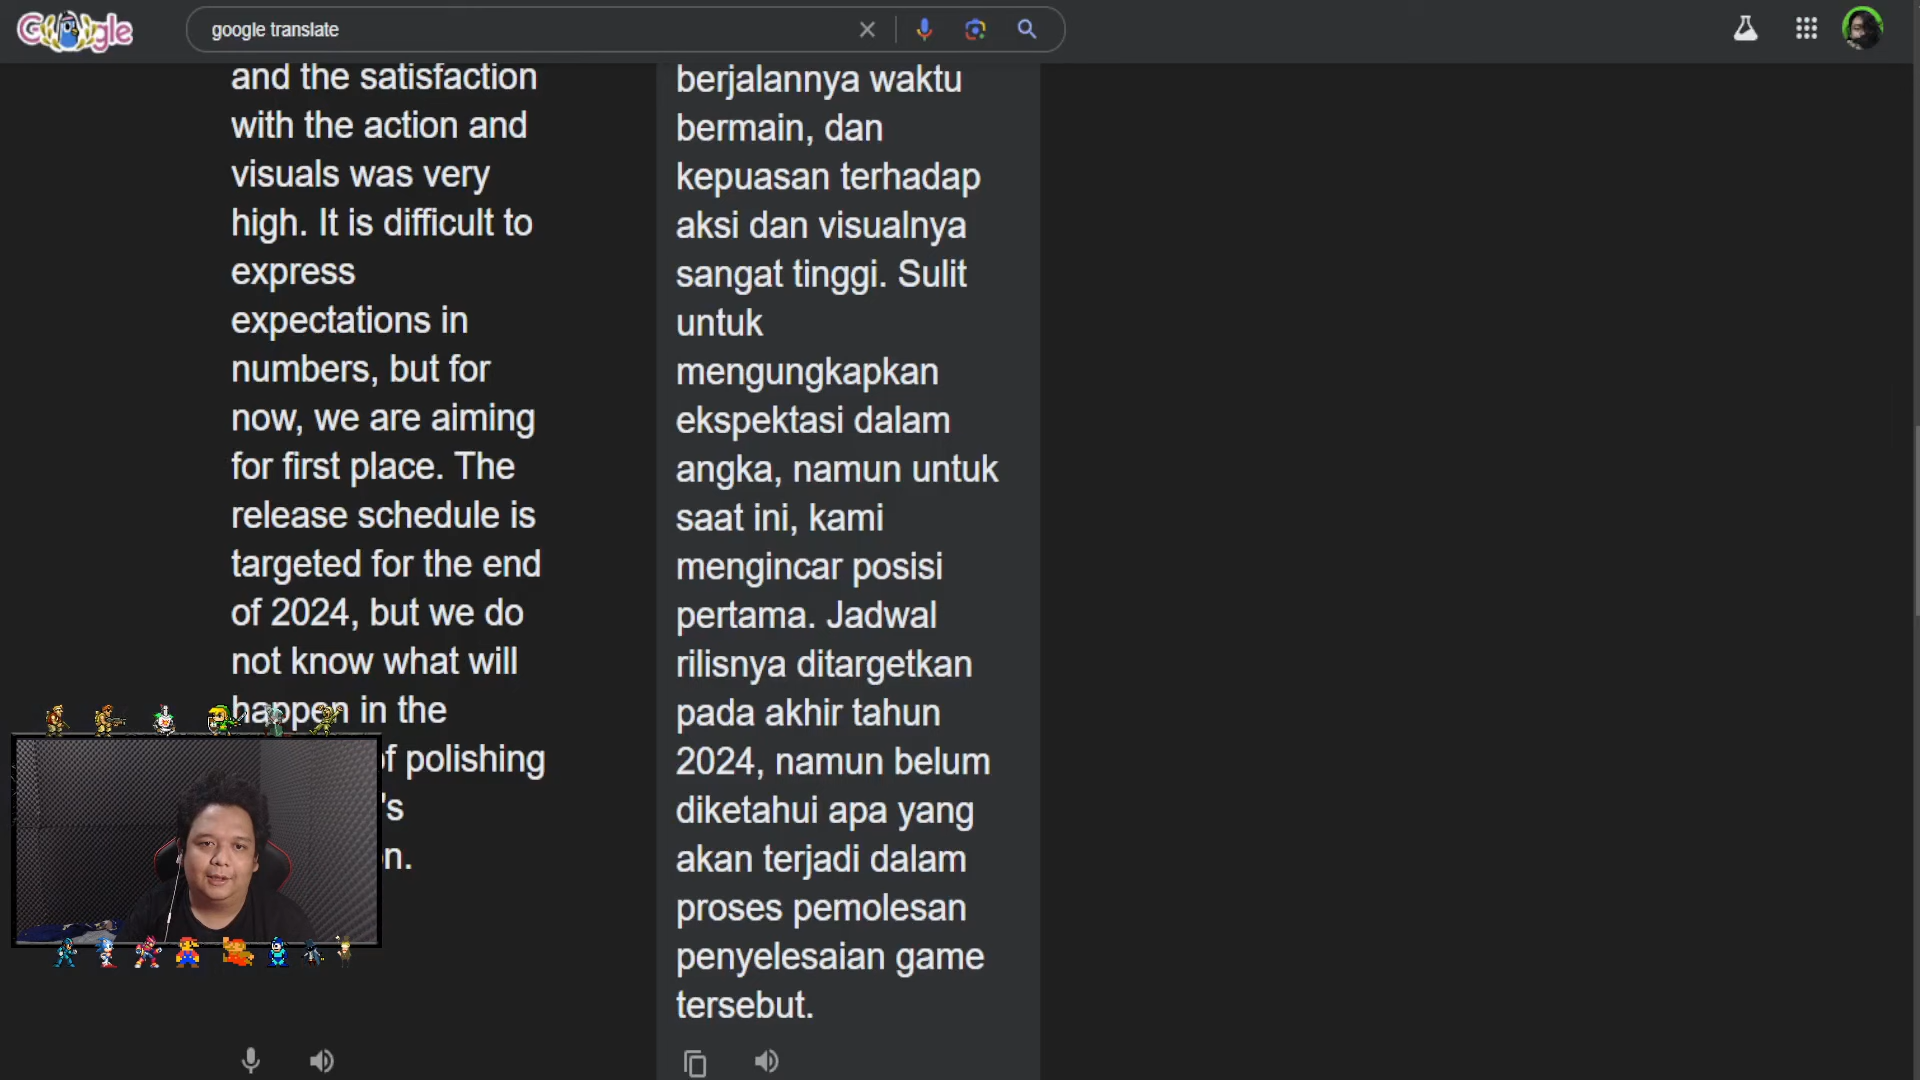 Google
google translate
and the satisfaction
with the action and
visuals was very
high. It is difficult to
express
expectations in
numbers, but for
now, we are aiming
for first place. The
release schedule is
targeted for the end
of 2024, but we do
not know what will
happen in the
of polishing
's
n.
berjalannya waktu
bermain, dan
kepuasan terhadap
aksi dan visualnya
sangat tinggi. Sulit
untuk
mengungkapkan
ekspektasi dalam
angka, namun untuk
saat ini, kami
mengincar posisi
pertama. Jadwal
rilisnya ditargetkan
pada akhir tahun
2024, namun belum
diketahui apa yang
akan terjadi dalam
proses pemolesan
penyelesaian game
tersebut.